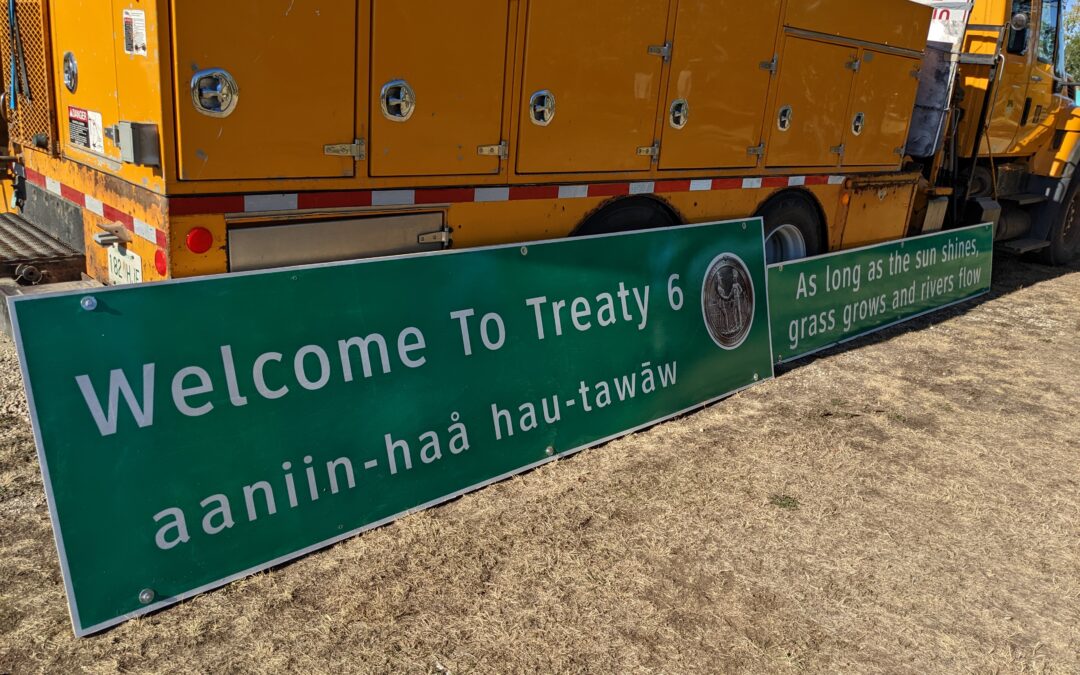 Welcome To Treaty 6
aaniin-haå hau-tawāw
As long as the sun shines,
grass grows and rivers flow
DANGER